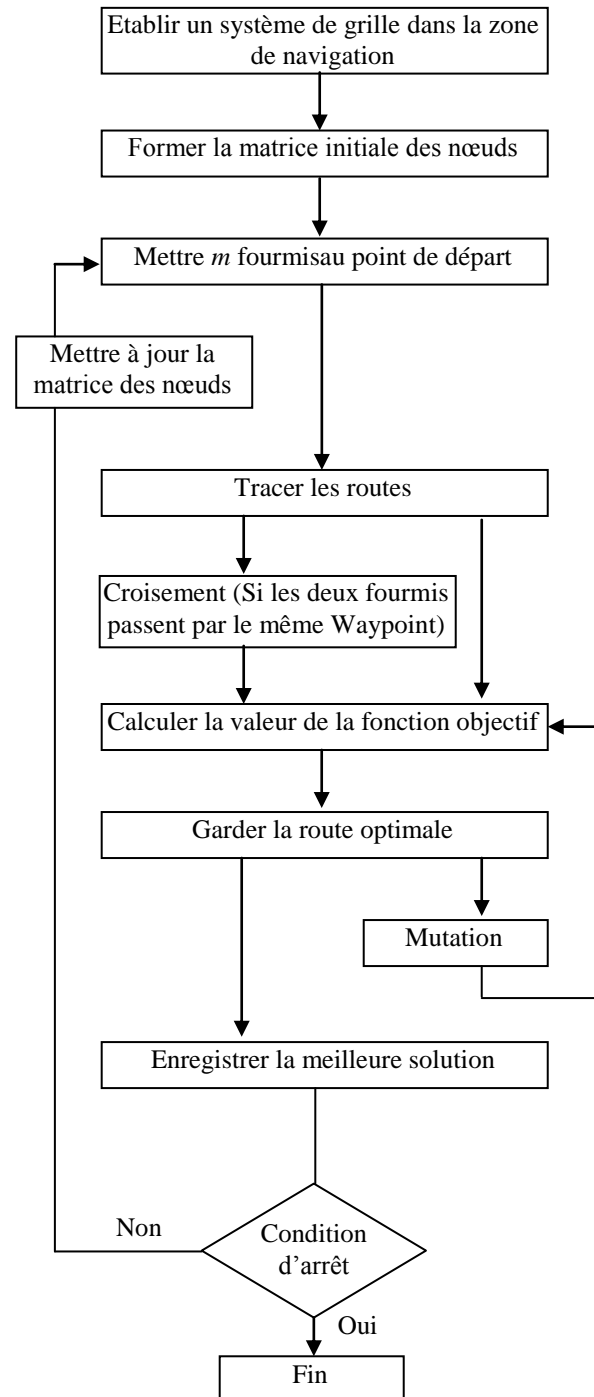 Etablir un système de grille dans la zone
de navigation
Former la matrice initiale des nœuds
Mettre m fourmisau point de départ
Mettre à jour la
matrice des nœuds
Tracer les routes
Croisement (Si les deux fourmis
passent par le même Waypoint)
Calculer la valeur de la fonction objectif
Garder la route optimale
Mutation
Enregistrer la meilleure solution
Non
Condition
d'arrêt
Oui
Fin